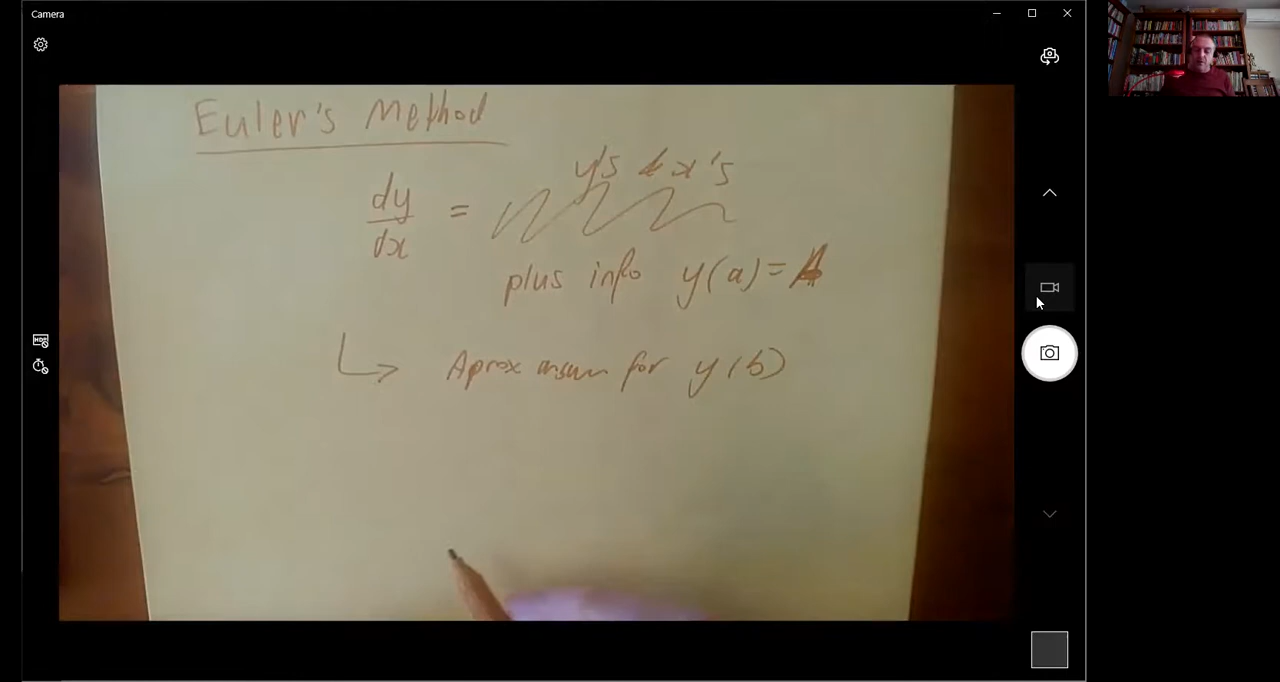 Camera
Euler's Method
y's & x's
dy
dx
=
plus info y(a)=A
Aprox answ for y(b)